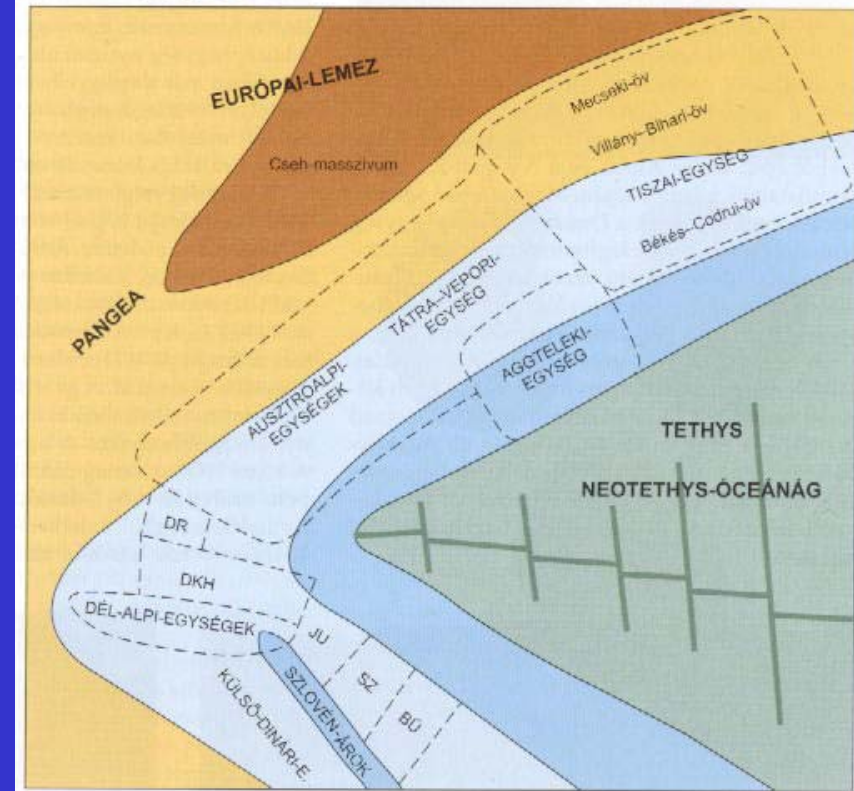 EURÓPAI-LEMEZ
Cseh-masszívum
Mecseki-öv
Villány–Bihari-öv
TISZAI-EGYSÉG
Békés–Codrui-öv
PANGEA
TÁTRA–VEPORI-
EGYSÉG
AUSZTROALPI-
EGYSÉGEK
AGGTELEKI-
EGYSÉG
TETHYS
NEOTETHYS-ÓCEÁNÁG
DR
DKH
DÉL-ALPI-EGYSÉGEK
JU
SZ
BÜ
SZLOVÉN-ÁROK
KÜLSŐ-DINÁRI-E.